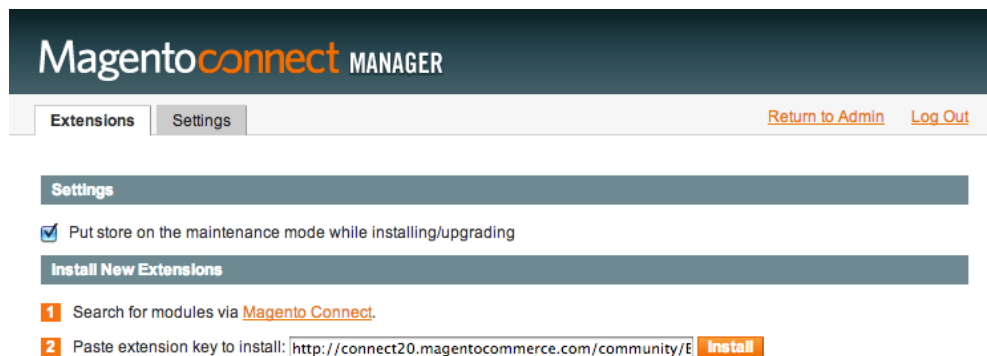 Magentoconnect MANAGER
Extensions Settings Return to Admin Log Out
Settings
Put store on the maintenance mode while installing/upgrading
Install New Extensions
1 Search for modules via Magento Connect.
2 Paste extension key to install: http://connect20.magentocommerce.com/community/E Install